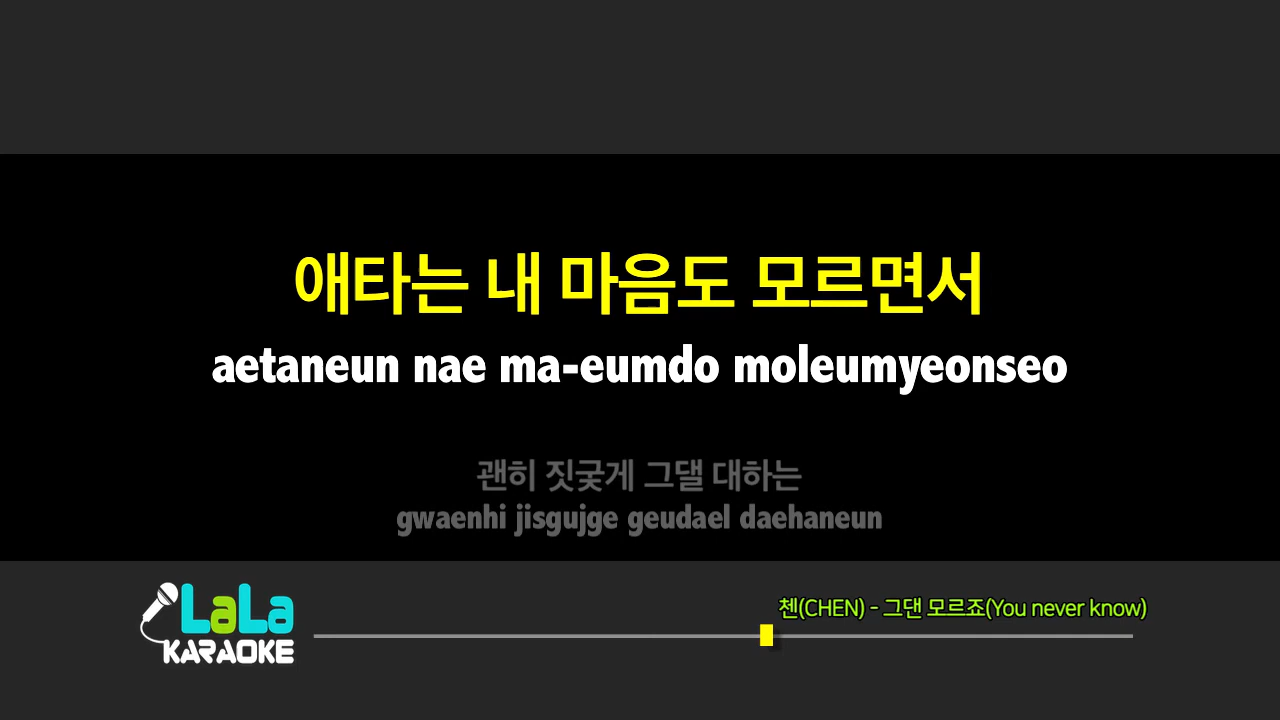 애타는 내 마음도 모르면서
aetaneun nae ma-eumdo moleumyeonseo
괜히 짓궂게 그댈 대하는
gwaenhi jisgujge geudael daehaneun
첸(CHEN) - 그댄 모르죠(You never know)
LaLa
KARAOKE